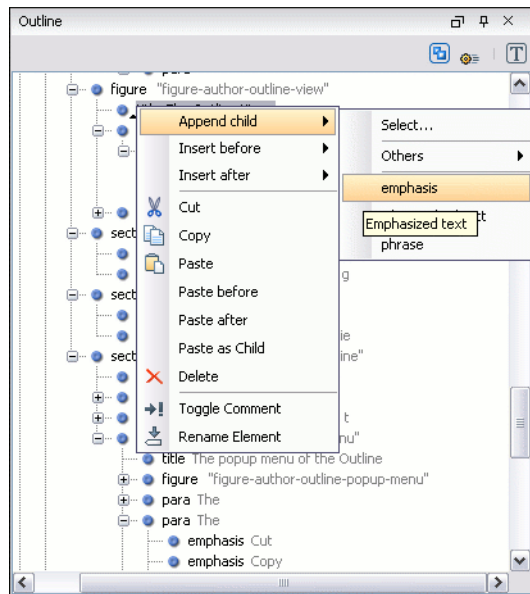 Outline
T
para
figure "figure-author-outline-view"
Append child
Insert before
Insert after
Cut
Copy
Paste
Paste before
Paste after
Paste as Child
Delete
Toggle Comment
Rename Element
Select...
Others
emphasis
Emphasized text
phrase
sect
g
sect
ie
sect ine"
t
nu"
title The popup menu of the Outline
figure "figure-author-outline-popup-menu"
para The
para The
emphasis Cut
emphasis Copy